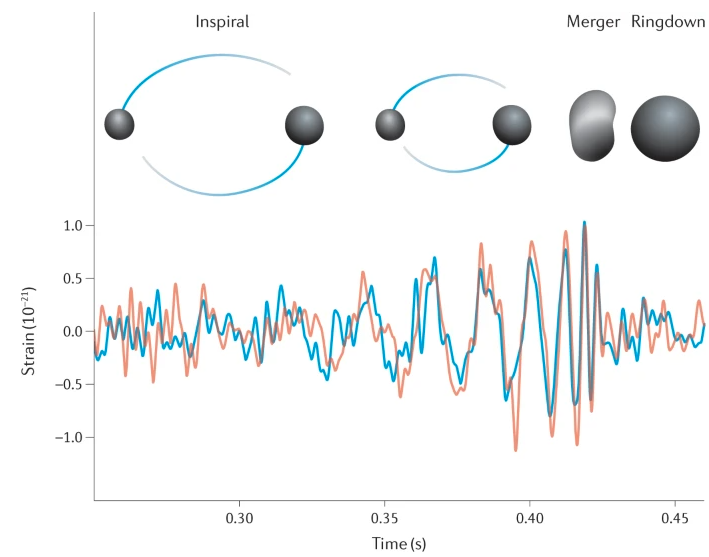 Inspiral
Merger Ringdown
1.0
0.5
0.0
−0.5
−1.0
Strain (10⁻²¹)
0.30 0.35 0.40 0.45
Time (s)